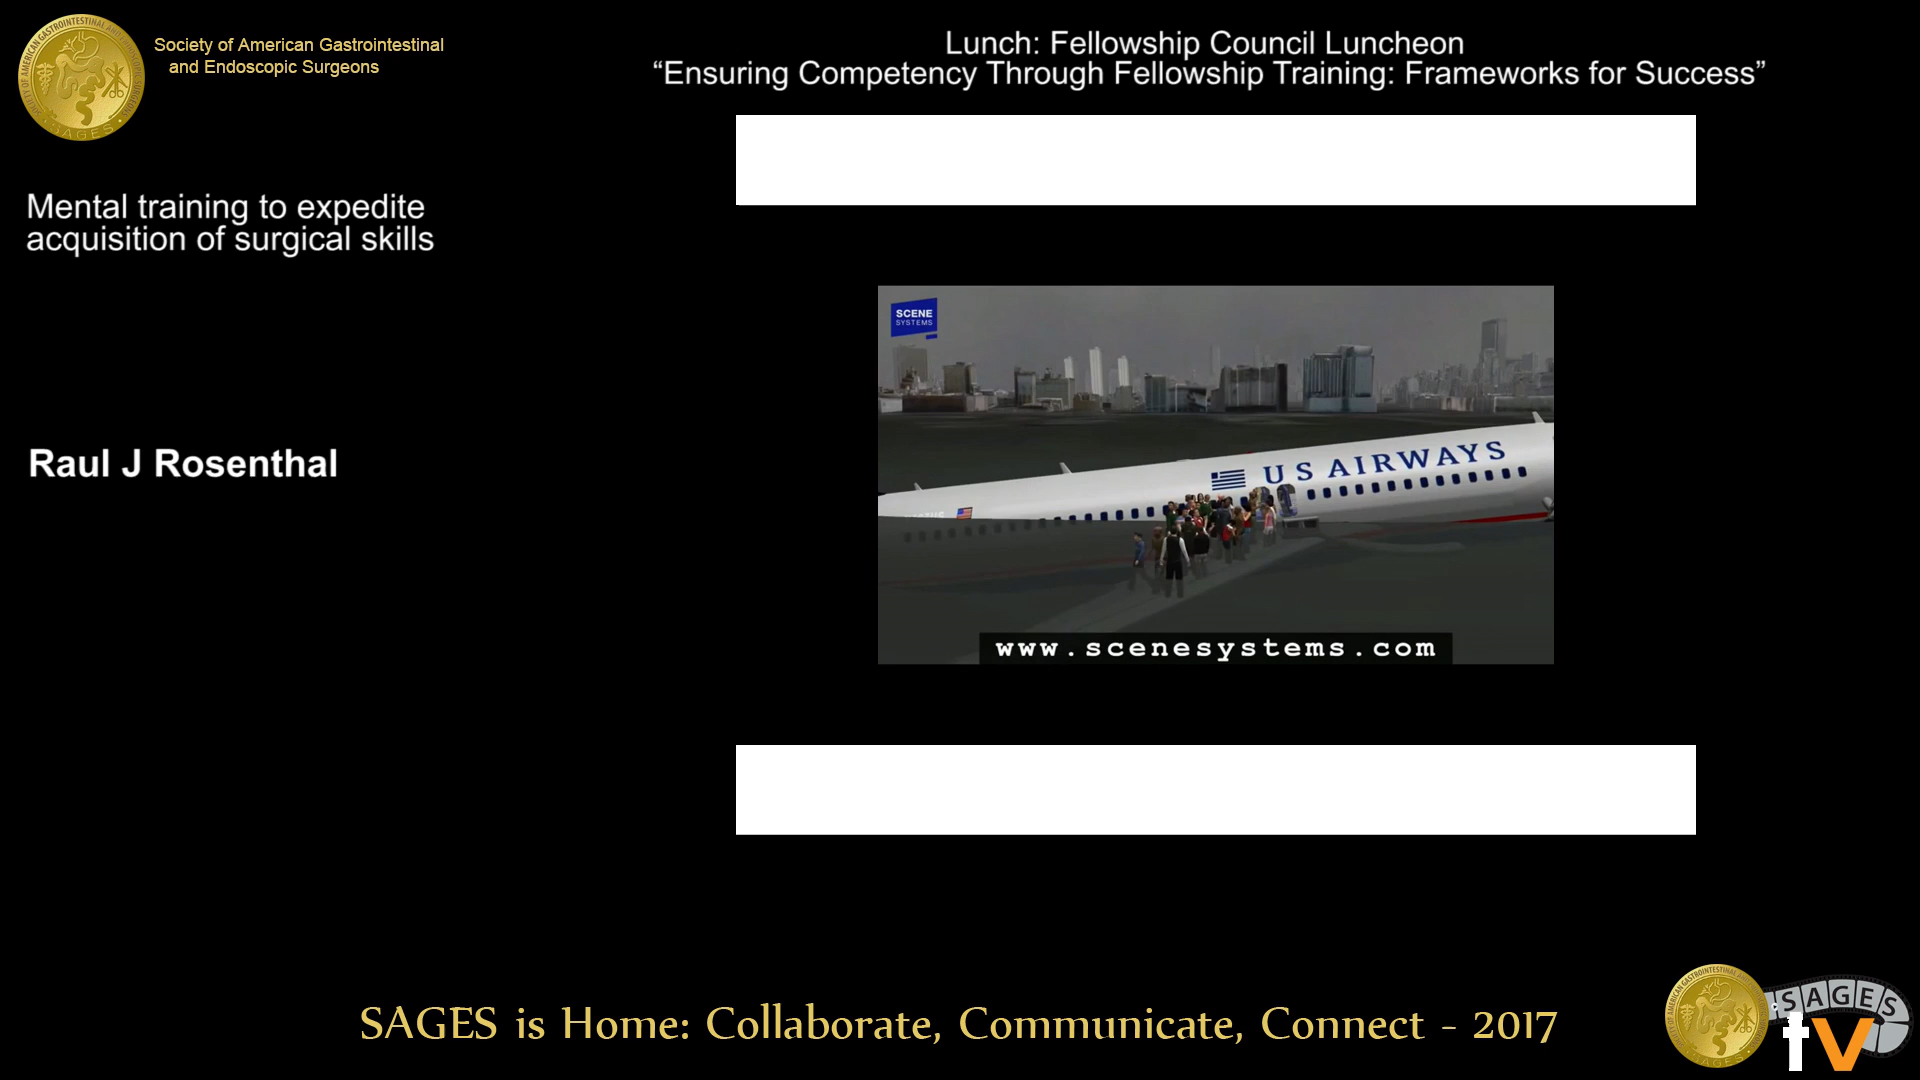 Society of American Gastrointestinal
and Endoscopic Surgeons
Lunch: Fellowship Council Luncheon
“Ensuring Competency Through Fellowship Training: Frameworks for Success”
Mental training to expedite
acquisition of surgical skills
Raul J Rosenthal
SCENE
SYSTEMS
US AIRWAYS
www.scenesystems.com
SAGES is Home: Collaborate, Communicate, Connect - 2017
SAGES
tv